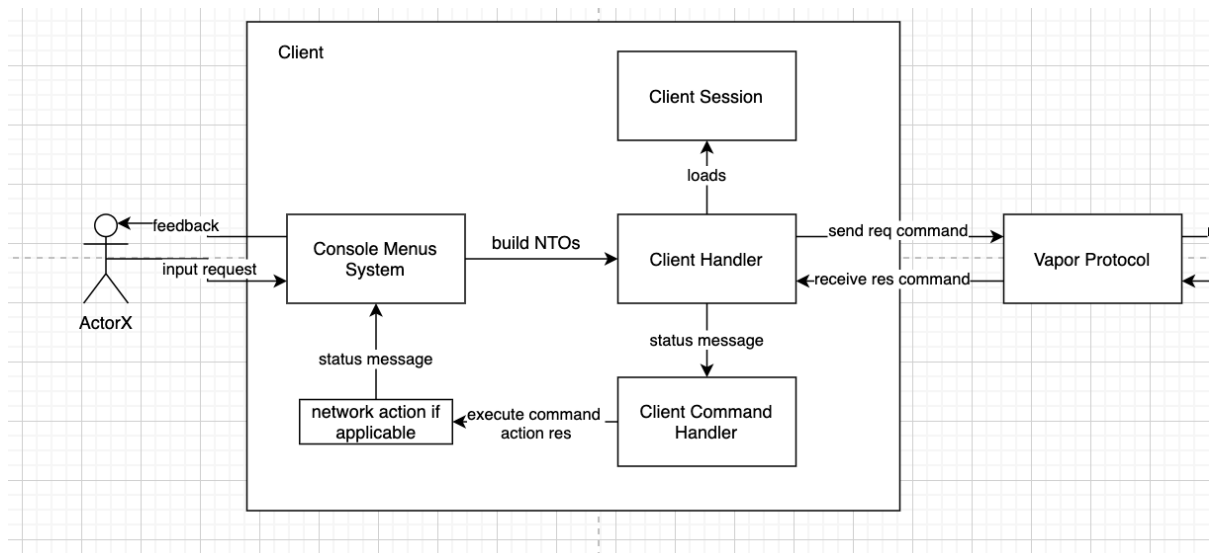 Client
Client Session
loads
feedback
input request
ActorX
Console Menus
System
build NTOs
Client Handler
send req command
receive res command
Vapor Protocol
status message
status message
network action if
applicable
execute command
action res
Client Command
Handler